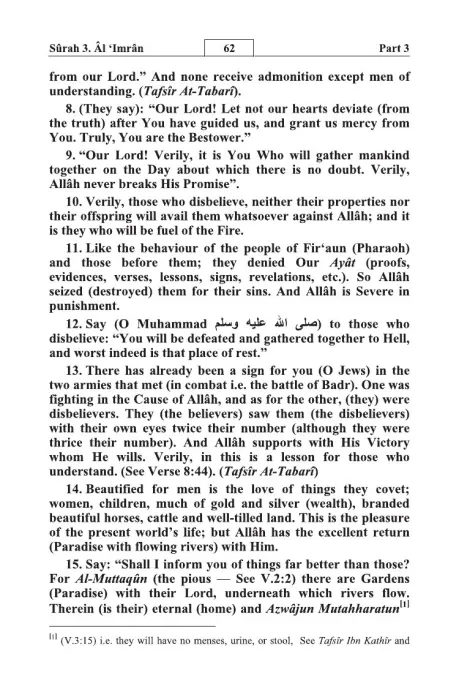 Sûrah 3. Âl ‘Imrân 62 Part 3
from our Lord.” And none receive admonition except men of
understanding. (Tafsîr At-Tabarî).
8. (They say): “Our Lord! Let not our hearts deviate (from
the truth) after You have guided us, and grant us mercy from
You. Truly, You are the Bestower.”
9. “Our Lord! Verily, it is You Who will gather mankind
together on the Day about which there is no doubt. Verily,
Allâh never breaks His Promise”.
10. Verily, those who disbelieve, neither their properties nor
their offspring will avail them whatsoever against Allâh; and it
is they who will be fuel of the Fire.
11. Like the behaviour of the people of Fir‘aun (Pharaoh)
and those before them; they denied Our Ayât (proofs,
evidences, verses, lessons, signs, revelations, etc.). So Allâh
seized (destroyed) them for their sins. And Allâh is Severe in
punishment.
12. Say (O Muhammad صلى الله عليه وسلم) to those who
disbelieve: “You will be defeated and gathered together to Hell,
and worst indeed is that place of rest.”
13. There has already been a sign for you (O Jews) in the
two armies that met (in combat i.e. the battle of Badr). One was
fighting in the Cause of Allâh, and as for the other, (they) were
disbelievers. They (the believers) saw them (the disbelievers)
with their own eyes twice their number (although they were
thrice their number). And Allâh supports with His Victory
whom He wills. Verily, in this is a lesson for those who
understand. (See Verse 8:44). (Tafsîr At-Tabarî)
14. Beautified for men is the love of things they covet;
women, children, much of gold and silver (wealth), branded
beautiful horses, cattle and well-tilled land. This is the pleasure
of the present world’s life; but Allâh has the excellent return
(Paradise with flowing rivers) with Him.
15. Say: “Shall I inform you of things far better than those?
For Al-Muttaqûn (the pious — See V.2:2) there are Gardens
(Paradise) with their Lord, underneath which rivers flow.
Therein (is their) eternal (home) and Azwâjun Mutahharatun[1]
[1] (V.3:15) i.e. they will have no menses, urine, or stool, See Tafsîr Ibn Kathîr and